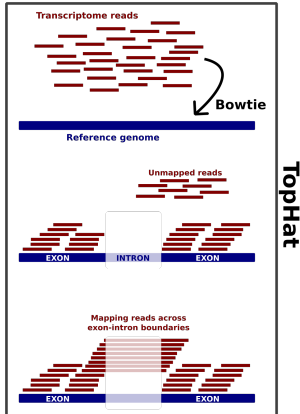 Transcriptome reads
Bowtie
Reference genome
TopHat
Unmapped reads
EXON INTRON EXON
Mapping reads across
exon-intron boundaries
EXON EXON